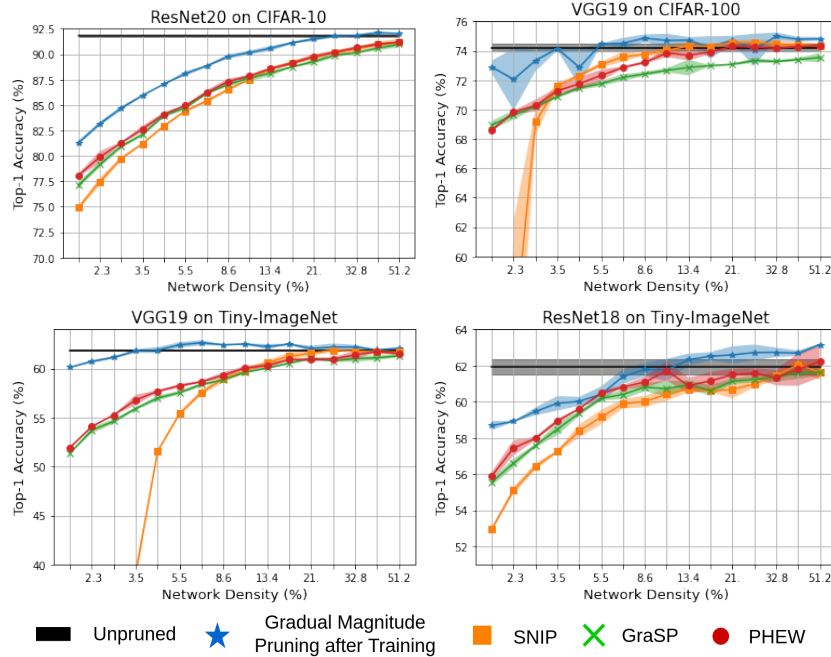 ResNet20 on CIFAR-10
92.5
90.0
87.5
85.0
82.5
80.0
77.5
75.0
72.5
70.0
Top-1 Accuracy (%)
2.3 3.5 5.5 8.6 13.4 21. 32.8 51.2
Network Density (%)
VGG19 on CIFAR-100
76
74
72
70
68
66
64
62
60
Top-1 Accuracy (%)
2.3 3.5 5.5 8.6 13.4 21. 32.8 51.2
Network Density (%)
VGG19 on Tiny-ImageNet
60
55
50
45
40
Top-1 Accuracy (%)
2.3 3.5 5.5 8.6 13.4 21. 32.8 51.2
Network Density (%)
ResNet18 on Tiny-ImageNet
64
62
60
58
56
54
52
Top-1 Accuracy (%)
2.3 3.5 5.5 8.6 13.4 21. 32.8 51.2
Network Density (%)
Unpruned
Gradual Magnitude
Pruning after Training
SNIP
GraSP
PHEW